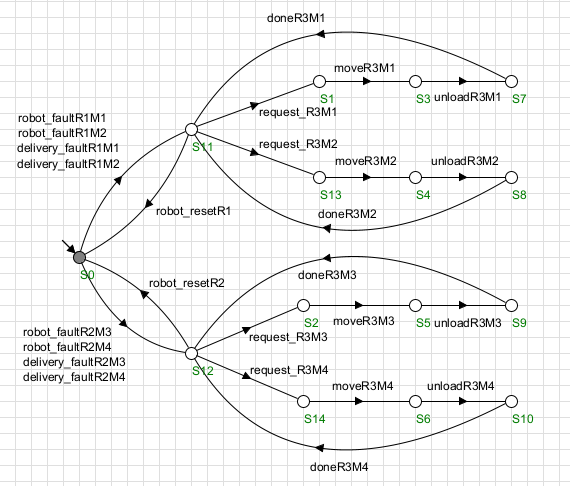 doneR3M1
moveR3M1
S1
S3
unloadR3M1
S7
robot_faultR1M1
robot_faultR1M2
delivery_faultR1M1
delivery_faultR1M2
request_R3M1
S11
request_R3M2
moveR3M2
unloadR3M2
S13
S4
S8
robot_resetR1
doneR3M2
S0
robot_resetR2
doneR3M3
S2
moveR3M3
S5
unloadR3M3
S9
robot_faultR2M3
robot_faultR2M4
delivery_faultR2M3
delivery_faultR2M4
request_R3M3
S12
request_R3M4
moveR3M4
unloadR3M4
S14
S6
S10
doneR3M4